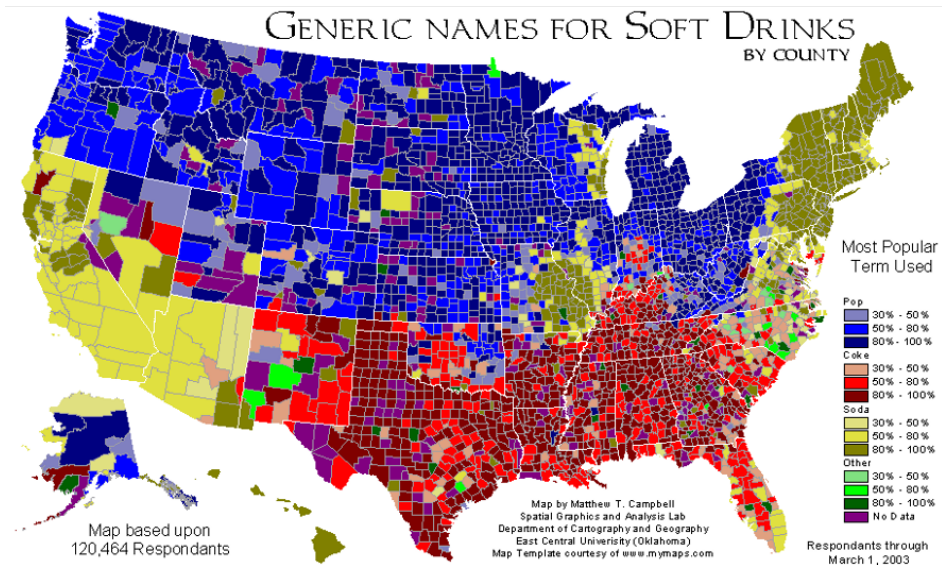 GENERIC NAMES FOR SOFT DRINKS
BY COUNTY
Most Popular
Term Used
Pop
30% - 50%
50% - 80%
80% - 100%
Coke
30% - 50%
50% - 80%
80% - 100%
Soda
30% - 50%
50% - 80%
80% - 100%
Other
30% - 50%
50% - 80%
80% - 100%
No Data
Map based upon
120,464 Respondants
Map by Matthew T. Campbell
Spatial Graphics and Analysis Lab
Department of Cartography and Geography
East Central Univerisity (Oklahoma)
Map Template courtesy of www.mymaps.com
Respondants through
March 1, 2003